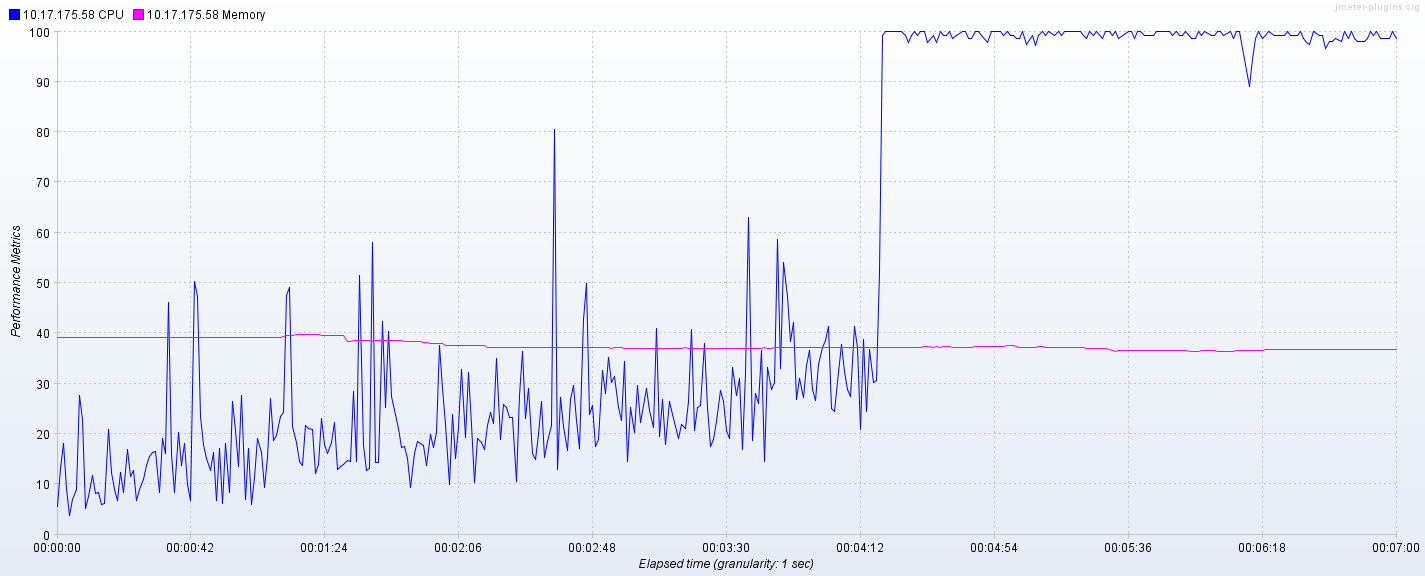 jmeter-plugins.org
10.17.175.58 CPU 10.17.175.58 Memory
100
90
80
70
60
50
40
30
20
10
0
Performance Metrics
00:00:00 00:00:42 00:01:24 00:02:06 00:02:48 00:03:30 00:04:12 00:04:54 00:05:36 00:06:18 00:07:00
Elapsed time (granularity: 1 sec)